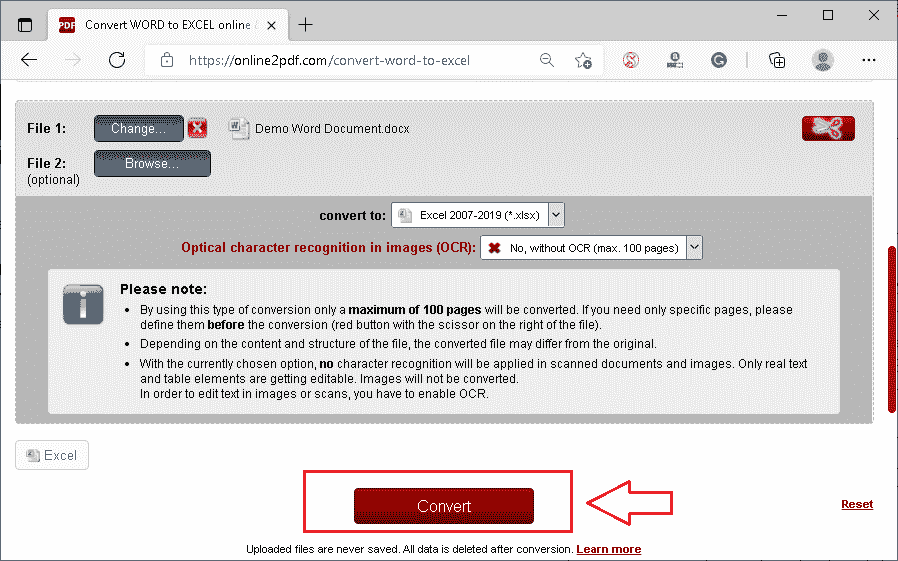 PDF Convert WORD to EXCEL online &
https://online2pdf.com/convert-word-to-excel
File 1: Change... Demo Word Document.docx
File 2: Browse...
(optional)
convert to: Excel 2007-2019 (*.xlsx)
Optical character recognition in images (OCR): No, without OCR (max. 100 pages)
Please note:
• By using this type of conversion only a maximum of 100 pages will be converted. If you need only specific pages, please
define them before the conversion (red button with the scissor on the right of the file).
• Depending on the content and structure of the file, the converted file may differ from the original.
• With the currently chosen option, no character recognition will be applied in scanned documents and images. Only real text
and table elements are getting editable. Images will not be converted.
In order to edit text in images or scans, you have to enable OCR.
Excel
Convert
Reset
Uploaded files are never saved. All data is deleted after conversion. Learn more